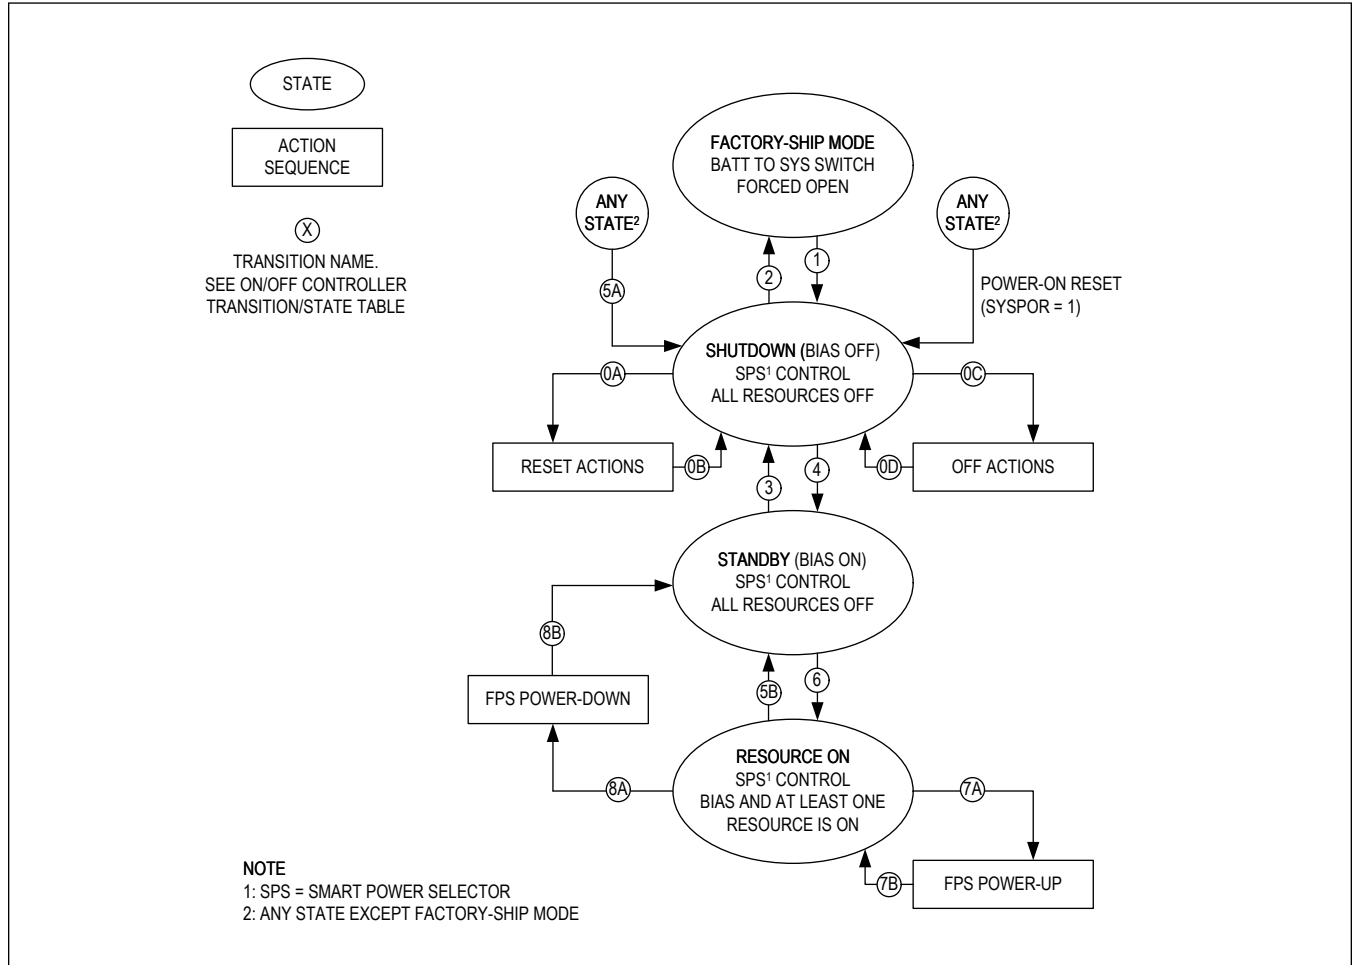 STATE
ACTION
SEQUENCE
X
TRANSITION NAME.
SEE ON/OFF CONTROLLER
TRANSITION/STATE TABLE
FACTORY-SHIP MODE
BATT TO SYS SWITCH
FORCED OPEN
ANY
STATE²
ANY
STATE²
2
1
5A
POWER-ON RESET
(SYSPOR = 1)
SHUTDOWN (BIAS OFF)
SPS¹ CONTROL
ALL RESOURCES OFF
0A
0C
RESET ACTIONS
0B
0D
OFF ACTIONS
3
4
STANDBY (BIAS ON)
SPS¹ CONTROL
ALL RESOURCES OFF
8B
FPS POWER-DOWN
5B
6
RESOURCE ON
SPS¹ CONTROL
BIAS AND AT LEAST ONE
RESOURCE IS ON
8A
7A
7B
FPS POWER-UP
NOTE
1: SPS = SMART POWER SELECTOR
2: ANY STATE EXCEPT FACTORY-SHIP MODE